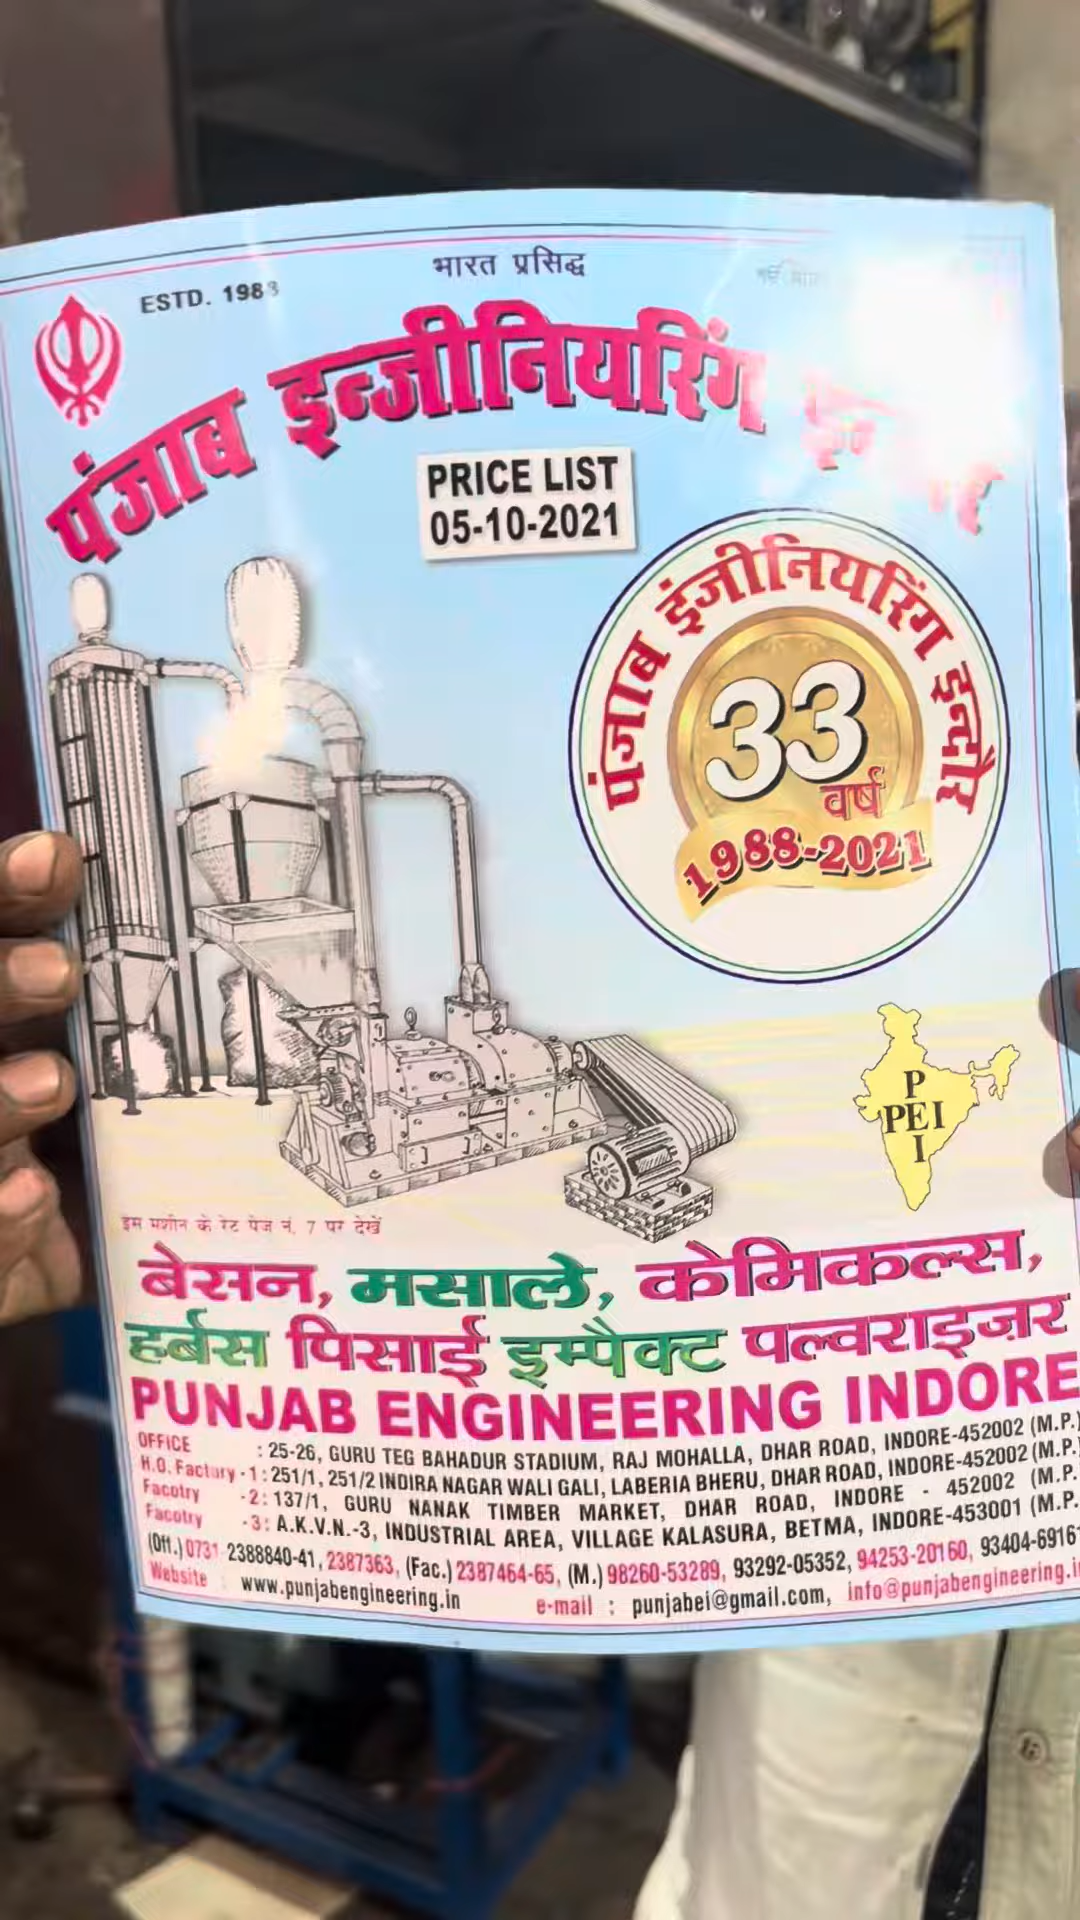 भारत प्रसिद्ध
ESTD. 1988
पंजाब इन्जीनियरिंग
PRICE LIST
05-10-2021
पंजाब इंजीनियरिंग इन्दौर
33
वर्ष
1988-2021
P
PEI
I
इस मशीन के रेट पेज नं. 7 पर देखें
बेसन, मसाले, केमिकल्स,
हर्बस पिसाई इम्पैक्ट पल्वराइज़र
PUNJAB ENGINEERING INDORE
OFFICE : 25-26, GURU TEG BAHADUR STADIUM, RAJ MOHALLA, DHAR ROAD, INDORE-452002 (M.P.)
H.O. Factury - 1 : 251/1, 251/2 INDIRA NAGAR WALI GALI, LABERIA BHERU, DHAR ROAD, INDORE-452002 (M.P.)
Facotry - 2 : 137/1, GURU NANAK TIMBER MARKET, DHAR ROAD, INDORE - 452002 (M.P.
Facotry - 3 : A.K.V.N.-3, INDUSTRIAL AREA, VILLAGE KALASURA, BETMA, INDORE-453001 (M.P.
(Off.) 0731 2388840-41, 2387363, (Fac.) 2387464-65, (M.) 98260-53289, 93292-05352, 94253-20160, 93404-6916
Website : www.punjabengineering.in e-mail : punjabei@gmail.com, info@punjabengineering.i